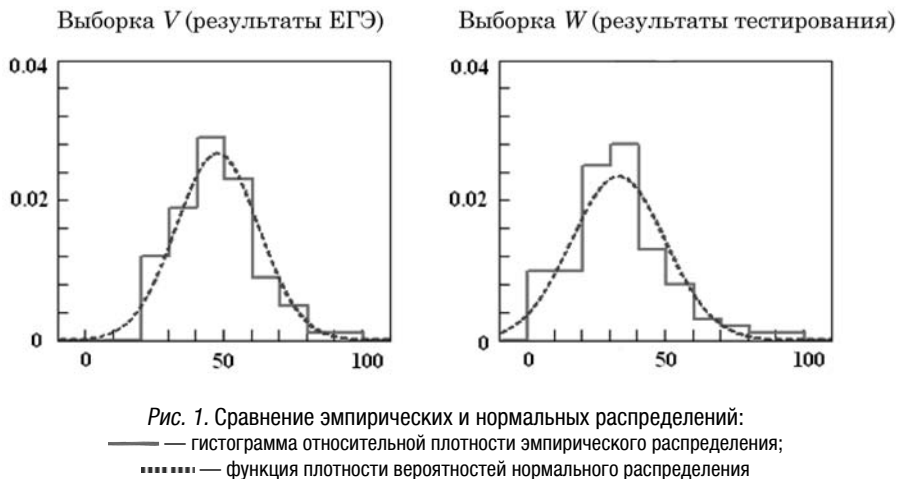 Выборка V (результаты ЕГЭ)
0.04
0.02
0
0
50
100
Выборка W (результаты тестирования)
0.04
0.02
0
0
50
100
Рис. 1. Сравнение эмпирических и нормальных распределений:
— гистограмма относительной плотности эмпирического распределения;
— функция плотности вероятностей нормального распределения